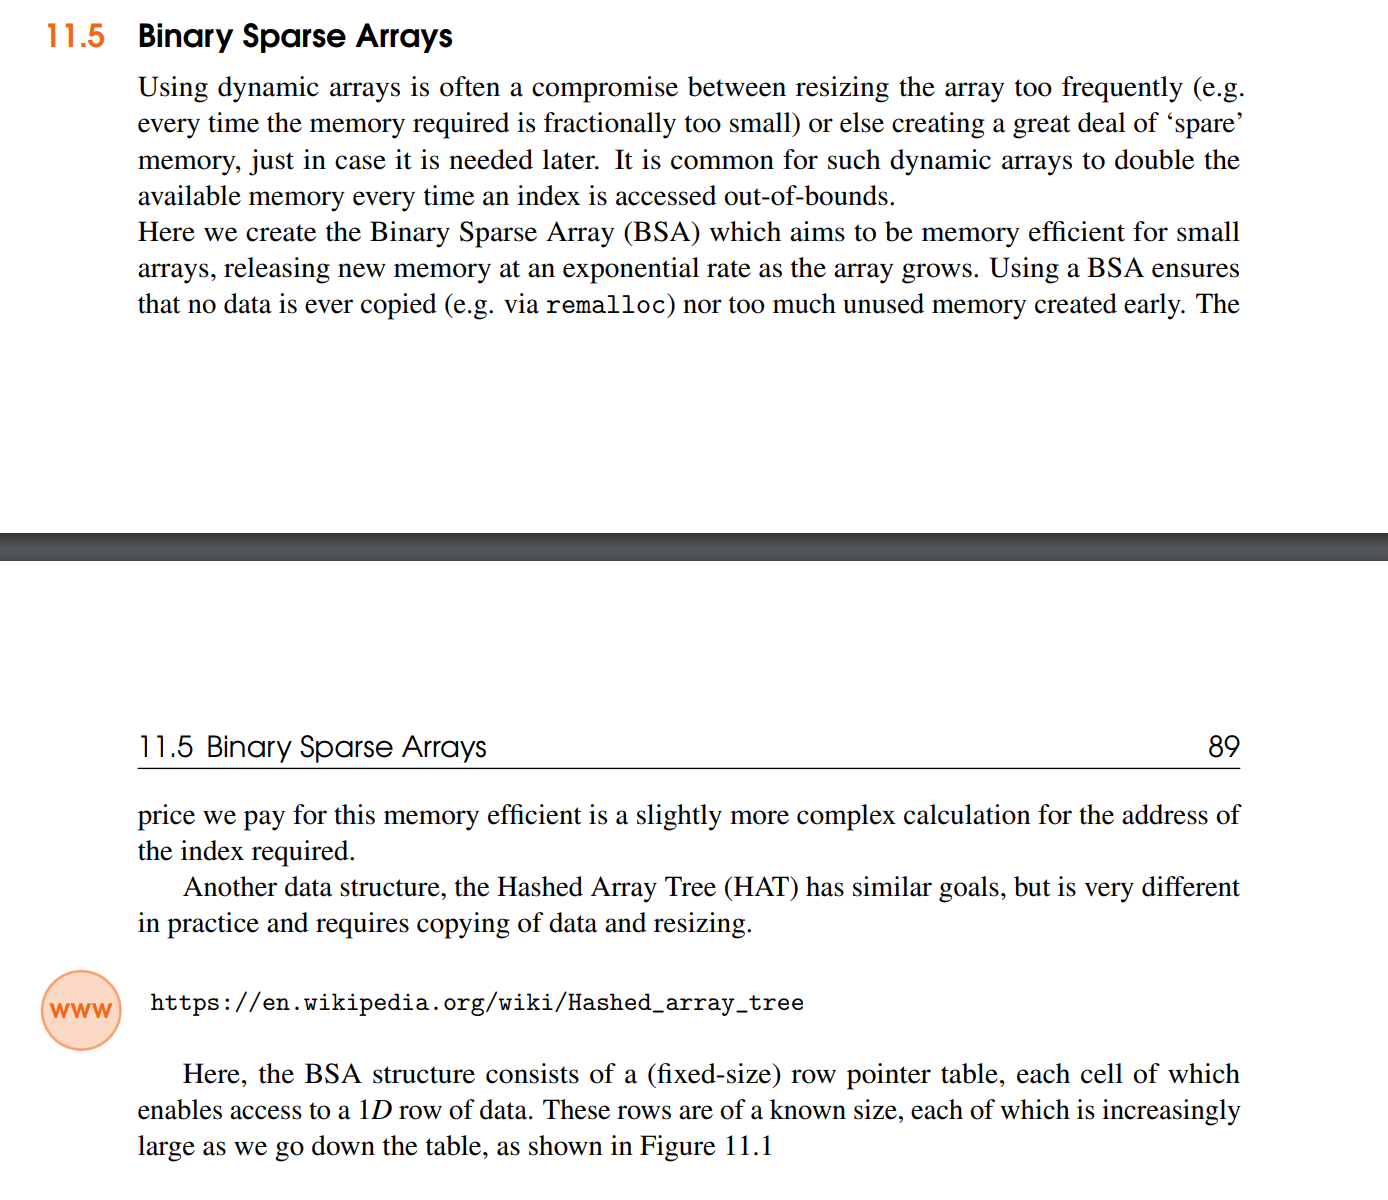 11.5 Binary Sparse Arrays
Using dynamic arrays is often a compromise between resizing the array too frequently (e.g.
every time the memory required is fractionally too small) or else creating a great deal of ‘spare’
memory, just in case it is needed later. It is common for such dynamic arrays to double the
available memory every time an index is accessed out-of-bounds.
Here we create the Binary Sparse Array (BSA) which aims to be memory efficient for small
arrays, releasing new memory at an exponential rate as the array grows. Using a BSA ensures
that no data is ever copied (e.g. via remalloc) nor too much unused memory created early. The
11.5 Binary Sparse Arrays 89
price we pay for this memory efficient is a slightly more complex calculation for the address of
the index required.
Another data structure, the Hashed Array Tree (HAT) has similar goals, but is very different
in practice and requires copying of data and resizing.
www https://en.wikipedia.org/wiki/Hashed_array_tree
Here, the BSA structure consists of a (fixed-size) row pointer table, each cell of which
enables access to a 1D row of data. These rows are of a known size, each of which is increasingly
large as we go down the table, as shown in Figure 11.1